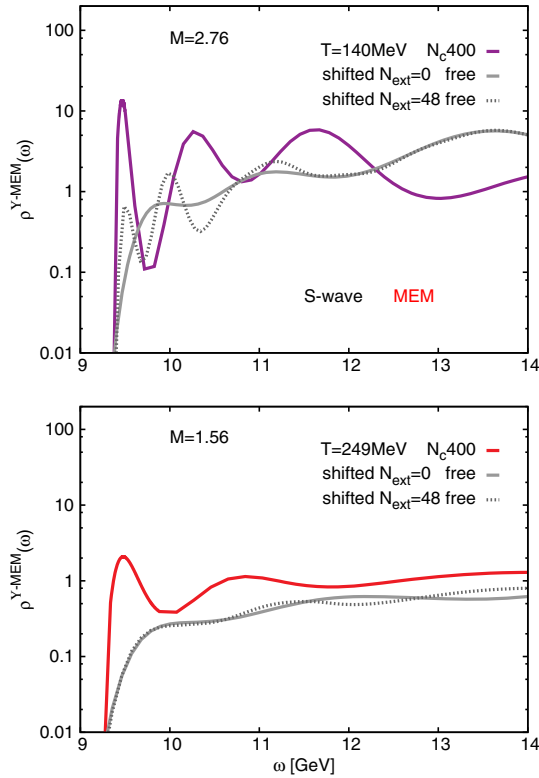 M=2.76
T=140MeV N_c400
shifted N_ext=0 free
shifted N_ext=48 free
100
10
1
0.1
0.01
ρ^Υ-MEM(ω)
S-wave MEM
9 10 11 12 13 14
M=1.56
T=249MeV N_c400
shifted N_ext=0 free
shifted N_ext=48 free
100
10
1
0.1
0.01
ρ^Υ-MEM(ω)
9 10 11 12 13 14
ω [GeV]